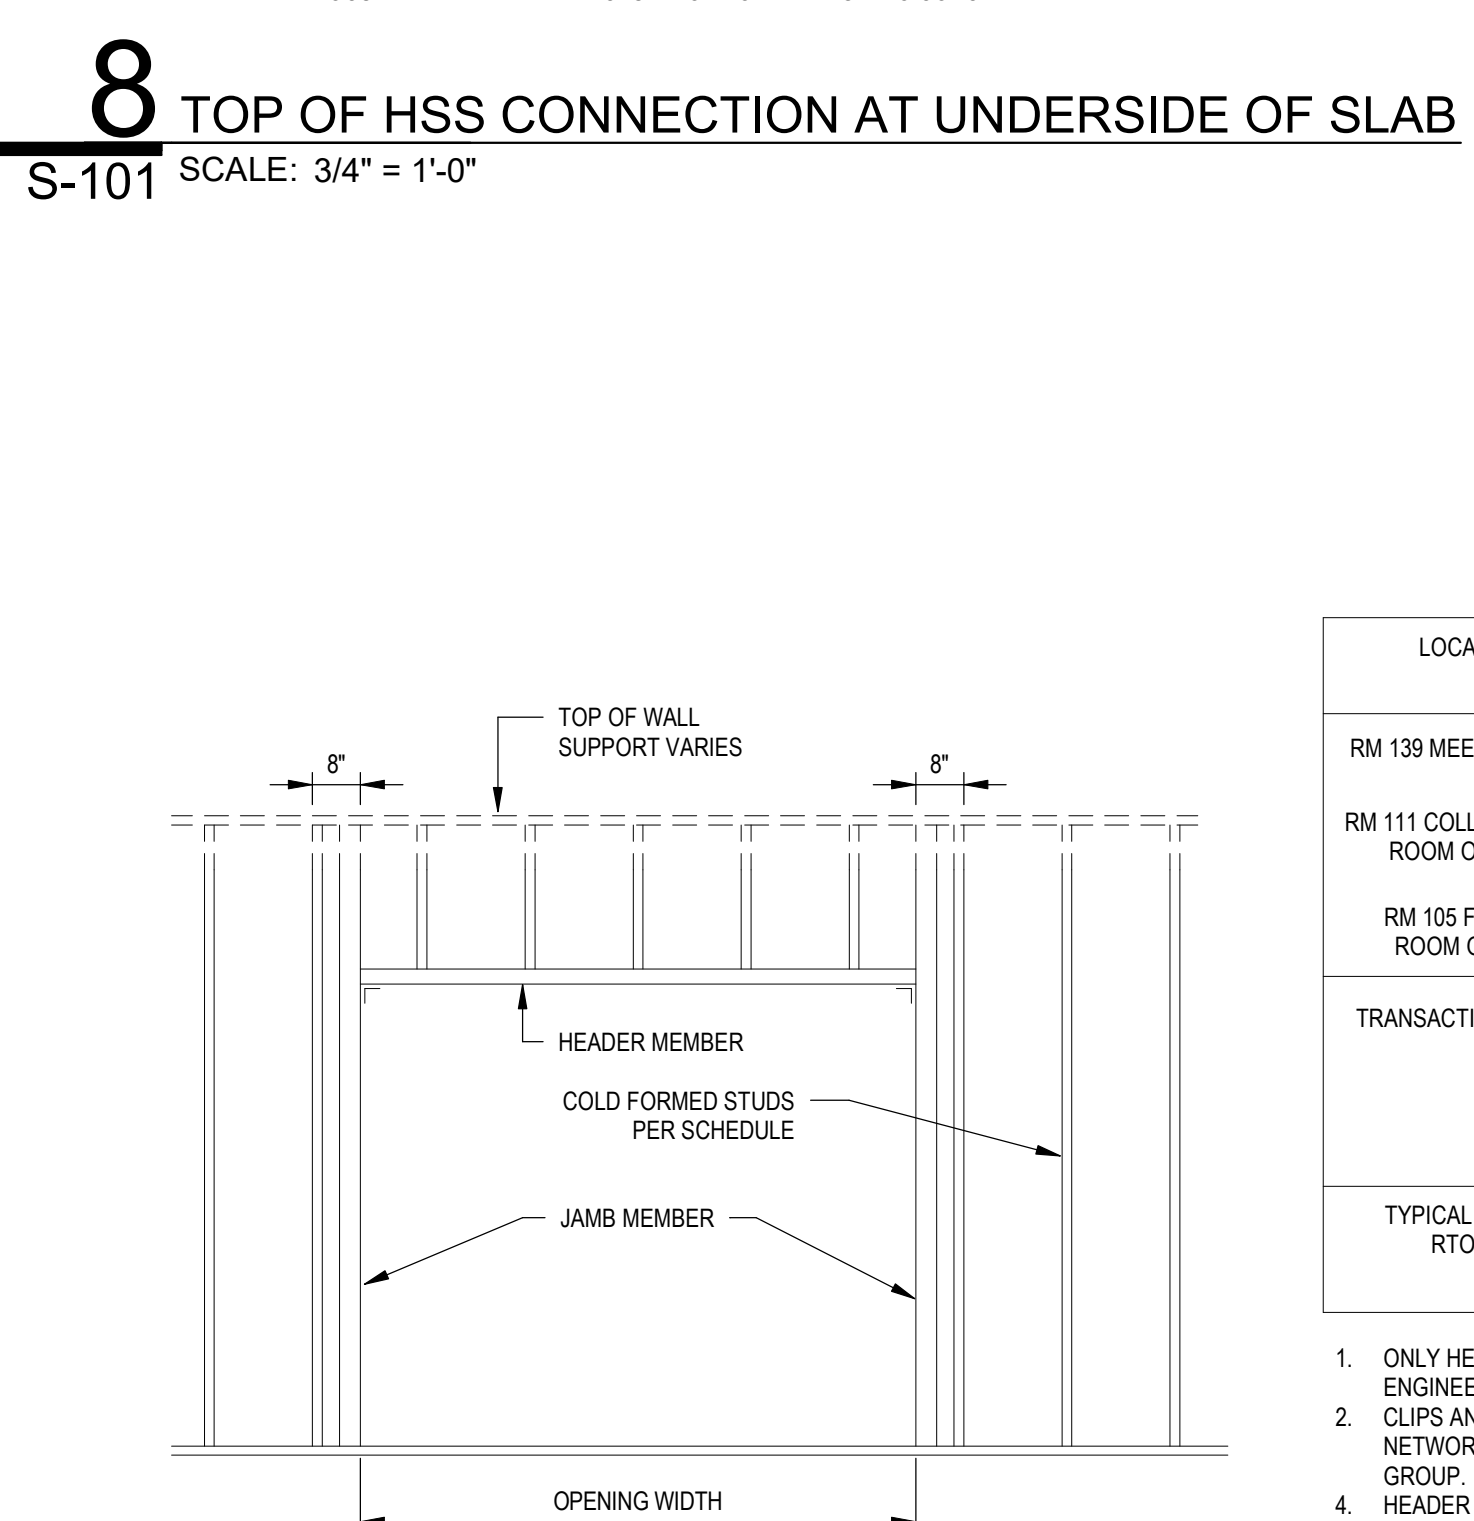 8
TOP OF HSS CONNECTION AT UNDERSIDE OF SLAB
S-101
SCALE: 3/4" = 1'-0"
TOP OF WALL
SUPPORT VARIES
8"
8"
HEADER MEMBER
COLD FORMED STUDS
PER SCHEDULE
JAMB MEMBER
OPENING WIDTH
LOCA
RM 139 MEE
RM 111 COLL
ROOM O
RM 105 F
ROOM
TRANSACTI
TYPICAL
RTO
1. ONLY HE
ENGINEE
2. CLIPS AN
NETWOR
GROUP.
4. HEADER